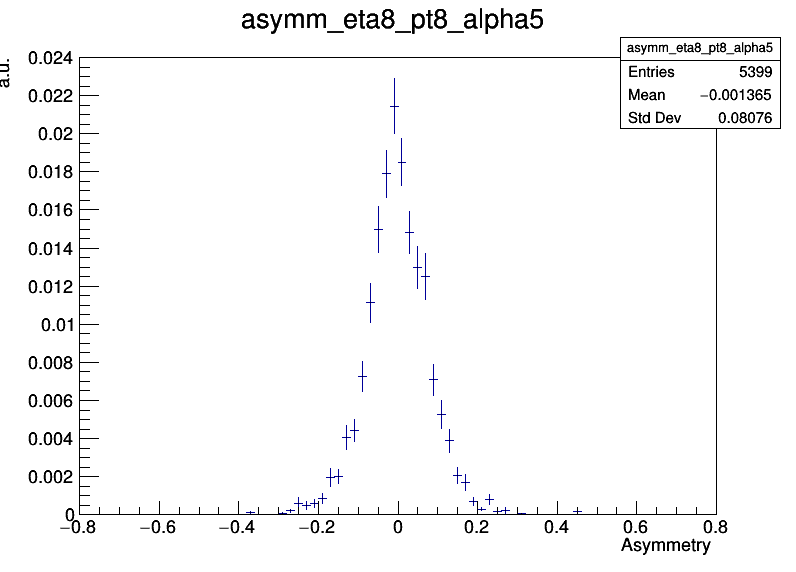 asymm_eta8_pt8_alpha5
asymm_eta8_pt8_alpha5
Entries 5399
Mean −0.001365
Std Dev 0.08076
a.u.
0.024
0.022
0.02
0.018
0.016
0.014
0.012
0.01
0.008
0.006
0.004
0.002
0
−0.8 −0.6 −0.4 −0.2 0 0.2 0.4 0.6 0.8
Asymmetry